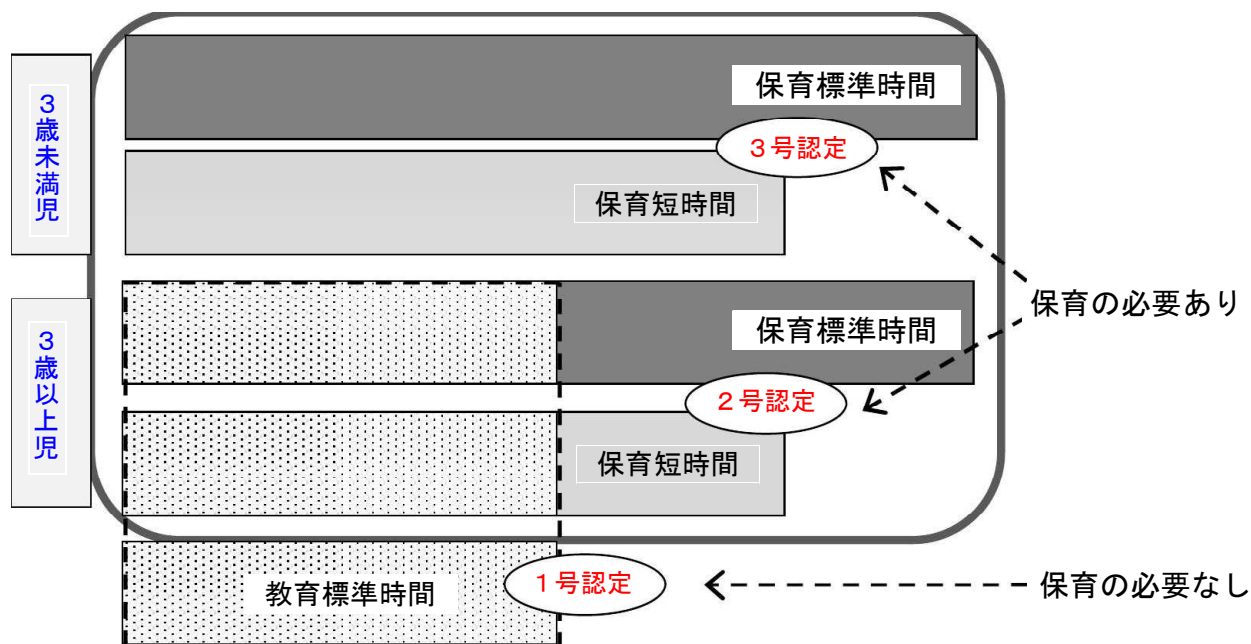 3歳未満児
保育標準時間
3号認定
保育短時間
保育の必要あり
3歳以上児
保育標準時間
2号認定
保育短時間
教育標準時間
1号認定
保育の必要なし